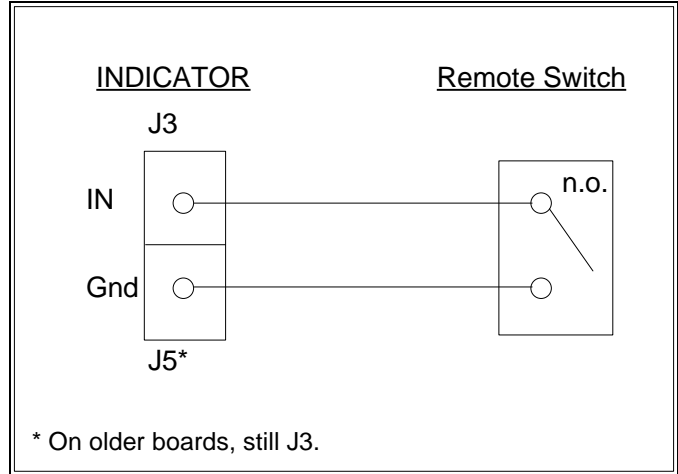 INDICATOR Remote Switch
J3
n.o.
IN
Gnd
J5*
* On older boards, still J3.